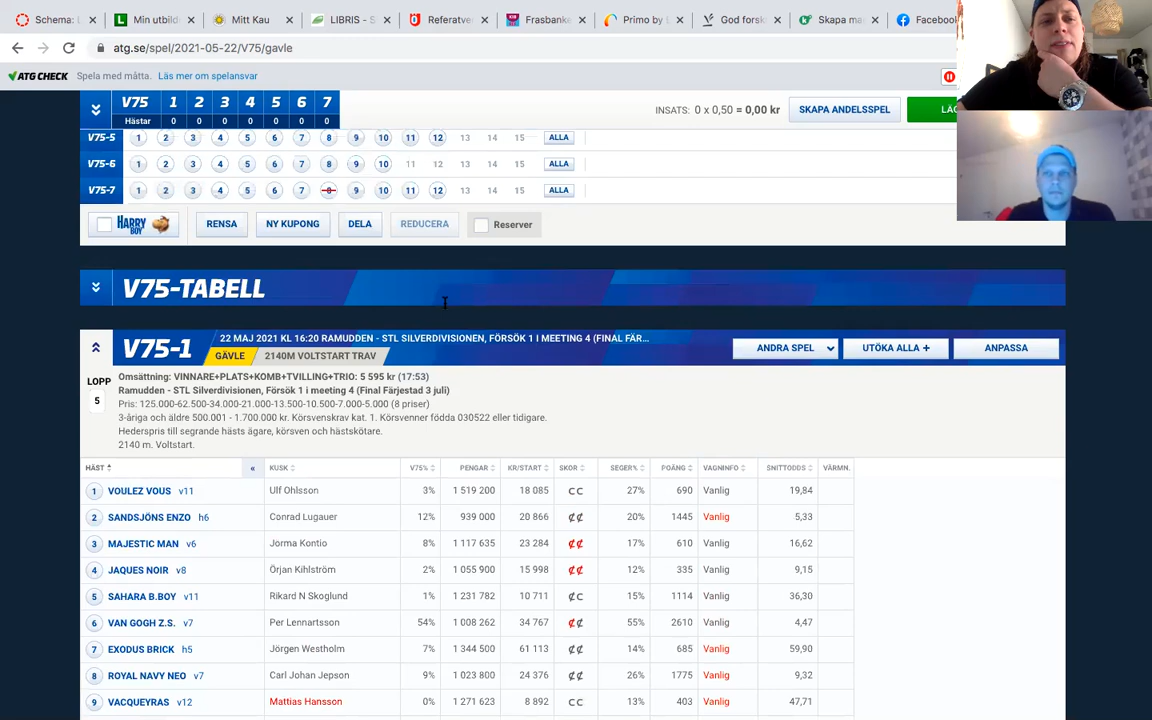 Schema: L
Min utbild
Mitt Kau
LIBRIS - S
Referatver
Frasbanke
Primo by L
God forsk
Skapa ma
Facebook
atg.se/spel/2021-05-22/V75/gavle
ATG CHECK Spela med måtta. Läs mer om spelansvar
V75 1 2 3 4 5 6 7
Hästar 0 0 0 0 0 0 0
INSATS: 0 x 0,50 = 0,00 kr SKAPA ANDELSSPEL
V75-5 1 2 3 4 5 6 7 8 9 10 11 12 13 14 15 ALLA
V75-6 1 2 3 4 5 6 7 8 9 10 11 12 13 14 15 ALLA
V75-7 1 2 3 4 5 6 7 8 9 10 11 12 13 14 15 ALLA
HARRY BOY RENSA NY KUPONG DELA REDUCERA Reserver
V75-TABELL
V75-1 22 MAJ 2021 KL 16:20 RAMUDDEN - STL SILVERDIVISIONEN, FÖRSÖK 1 I MEETING 4 (FINAL FÄR...
GÄVLE 2140M VOLTSTART TRAV
ANDRA SPEL UTÖKA ALLA + ANPASSA
LOPP
5
Omsättning: VINNARE+PLATS+KOMB+TVILLING+TRIO: 5 595 kr (17:53)
Ramudden - STL Silverdivisionen, Försök 1 i meeting 4 (Final Färjestad 3 juli)
Pris: 125.000-62.500-34.000-21.000-13.500-10.500-7.000-5.000 (8 priser)
3-åriga och äldre 500.001 - 1.700.000 kr. Körsvenskrav kat. 1. Körsvenner födda 030522 eller tidigare.
Hederspris till segrande hästs ägare, körsven och hästskötare.
2140 m. Voltstart.
HÄST « KUSK V75% PENGAR KR/START SKOR SEGER% POÄNG VAGNINFO SNITTODDS VÄRMN.
1 VOULEZ VOUS v11 Ulf Ohlsson 3% 1 519 200 18 085 C C 27% 690 Vanlig 19,84
2 SANDSJÖNS ENZO h6 Conrad Lugauer 12% 939 000 20 866 ₡ ₡ 20% 1445 Vanlig 5,33
3 MAJESTIC MAN v6 Jorma Kontio 8% 1 117 635 23 284 ₡ ₡ 17% 610 Vanlig 16,62
4 JAQUES NOIR v8 Örjan Kihlström 2% 1 055 900 15 998 ₡ ₡ 12% 335 Vanlig 9,15
5 SAHARA B.BOY v11 Rikard N Skoglund 1% 1 231 782 10 711 ₡ C 15% 1114 Vanlig 36,30
6 VAN GOGH Z.S. v7 Per Lennartsson 54% 1 008 262 34 767 ₡ ₡ 55% 2610 Vanlig 4,47
7 EXODUS BRICK h5 Jörgen Westholm 7% 1 344 500 61 113 ₡ ₡ 14% 685 Vanlig 59,90
8 ROYAL NAVY NEO v7 Carl Johan Jepson 9% 1 023 800 24 376 ₡ ₡ 26% 1775 Vanlig 9,32
9 VACQUEYRAS v12 Mattias Hansson 0% 1 271 623 8 892 C C 13% 403 Vanlig 47,71